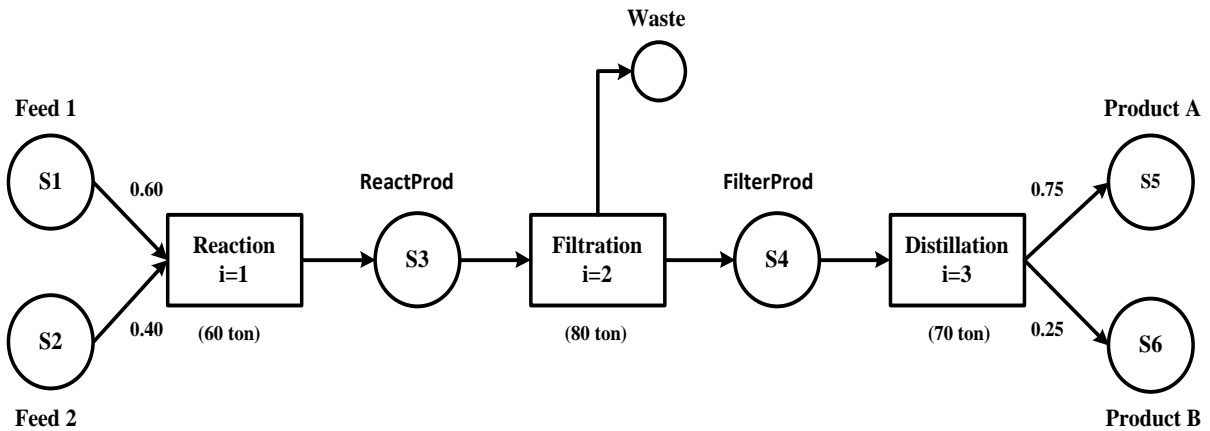 Waste
Feed 1
S1
0.60
ReactProd
FilterProd
Product A
S5
0.75
Reaction
i=1
(60 ton)
S3
Filtration
i=2
(80 ton)
S4
Distillation
i=3
(70 ton)
0.40
S2
Feed 2
0.25
S6
Product B